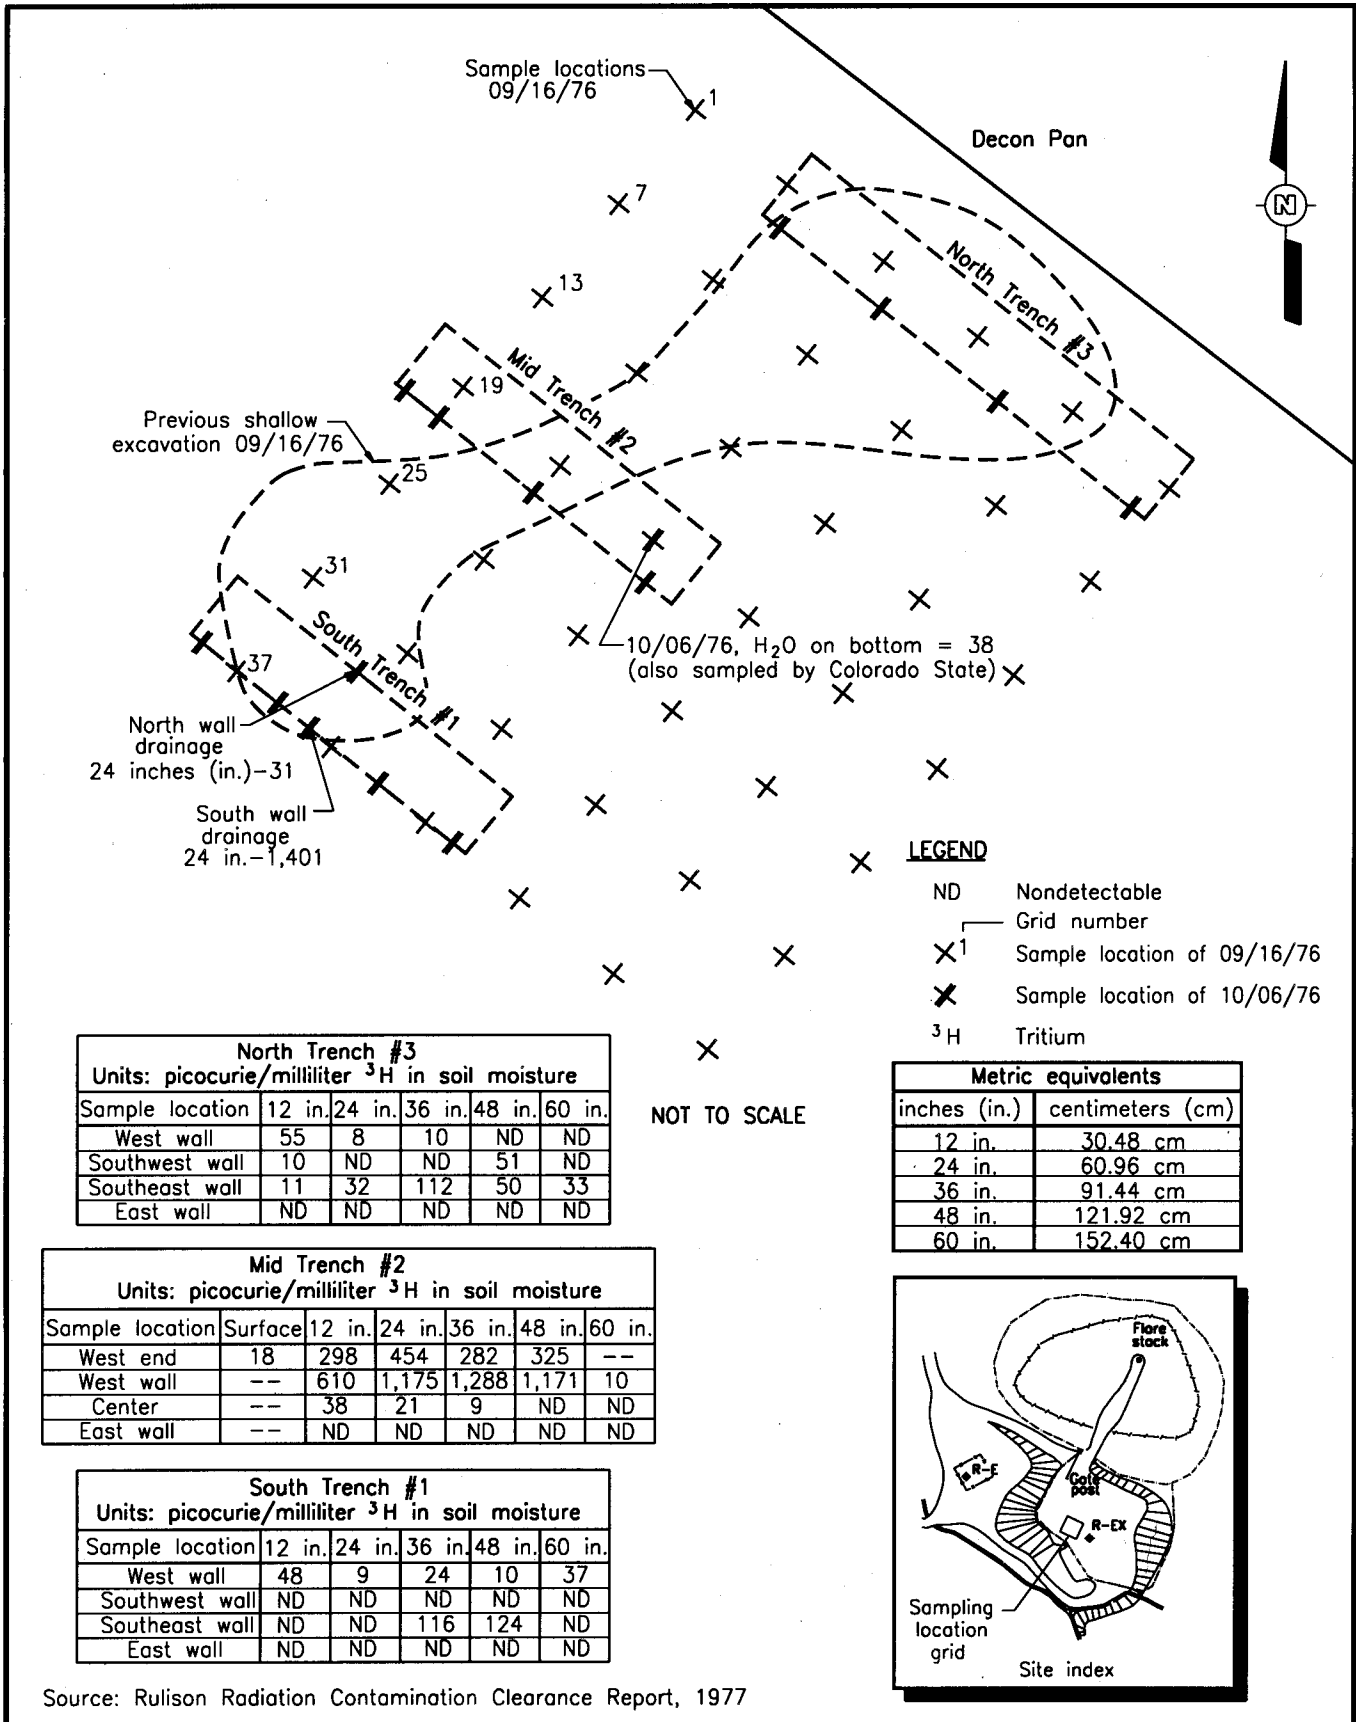 Sample locations
09/16/76
1
Decon Pan
7
N
13
North Trench #3
Mid Trench #2
19
Previous shallow
excavation 09/16/76
25
31
South Trench #1
10/06/76, H₂O on bottom = 38
(also sampled by Colorado State)
37
North wall
drainage
24 inches (in.)-31
South wall
drainage
24 in.-1,401
LEGEND
ND Nondetectable
Grid number
1 Sample location of 09/16/76
Sample location of 10/06/76
³H Tritium
NOT TO SCALE
North Trench #3
Units: picocurie/milliliter ³H in soil moisture
Sample location 12 in. 24 in. 36 in. 48 in. 60 in.
West wall 55 8 10 ND ND
Southwest wall 10 ND ND 51 ND
Southeast wall 11 32 112 50 33
East wall ND ND ND ND ND
Metric equivalents
inches (in.) centimeters (cm)
12 in. 30.48 cm
24 in. 60.96 cm
36 in. 91.44 cm
48 in. 121.92 cm
60 in. 152.40 cm
Mid Trench #2
Units: picocurie/milliliter ³H in soil moisture
Sample location Surface 12 in. 24 in. 36 in. 48 in. 60 in.
West end 18 298 454 282 325 --
West wall -- 610 1,175 1,288 1,171 10
Center -- 38 21 9 ND ND
East wall -- ND ND ND ND ND
South Trench #1
Units: picocurie/milliliter ³H in soil moisture
Sample location 12 in. 24 in. 36 in. 48 in. 60 in.
West wall 48 9 24 10 37
Southwest wall ND ND ND ND ND
Southeast wall ND ND 116 124 ND
East wall ND ND ND ND ND
Flare
stack
R-E
Gate
post
R-EX
Sampling
location
grid
Site index
Source: Rulison Radiation Contamination Clearance Report, 1977